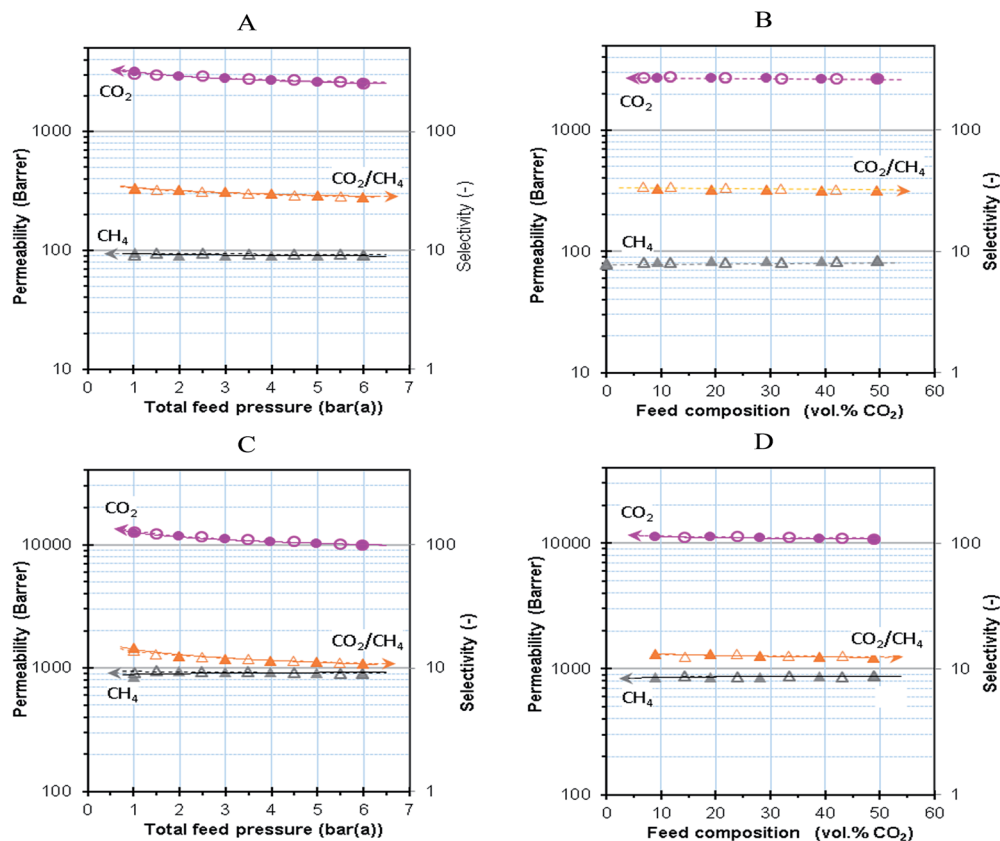 A
Permeability (Barrer)
1000
100
10
CO2
CO2/CH4
CH4
100
10
1
Selectivity (-)
0 1 2 3 4 5 6 7
Total feed pressure (bar(a))
B
Permeability (Barrer)
1000
100
10
CO2
CO2/CH4
CH4
100
10
1
Selectivity (-)
0 10 20 30 40 50 60
Feed composition (vol.% CO2)
C
Permeability (Barrer)
10000
1000
100
CO2
CO2/CH4
CH4
100
10
1
Selectivity (-)
0 1 2 3 4 5 6 7
Total feed pressure (bar(a))
D
Permeability (Barrer)
10000
1000
100
CO2
CO2/CH4
CH4
100
10
1
Selectivity (-)
0 10 20 30 40 50 60
Feed composition (vol.% CO2)